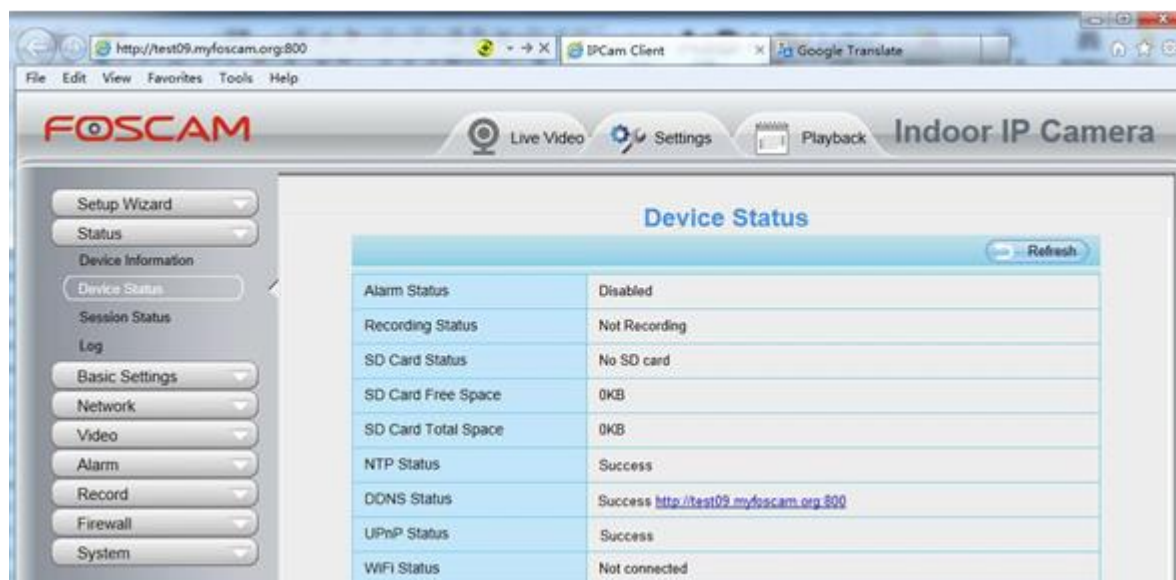 http://test09.myfoscam.org:800
IPCam Client
Google Translate
File Edit View Favorites Tools Help
FOSCAM
Live Video
Settings
Playback
Indoor IP Camera
Setup Wizard
Status
Device Information
Device Status
Session Status
Log
Basic Settings
Network
Video
Alarm
Record
Firewall
System
Device Status
Refresh
Alarm Status Disabled
Recording Status Not Recording
SD Card Status No SD card
SD Card Free Space 0KB
SD Card Total Space 0KB
NTP Status Success
DDNS Status Success http://test09.myfoscam.org:800
UPnP Status Success
WiFi Status Not connected